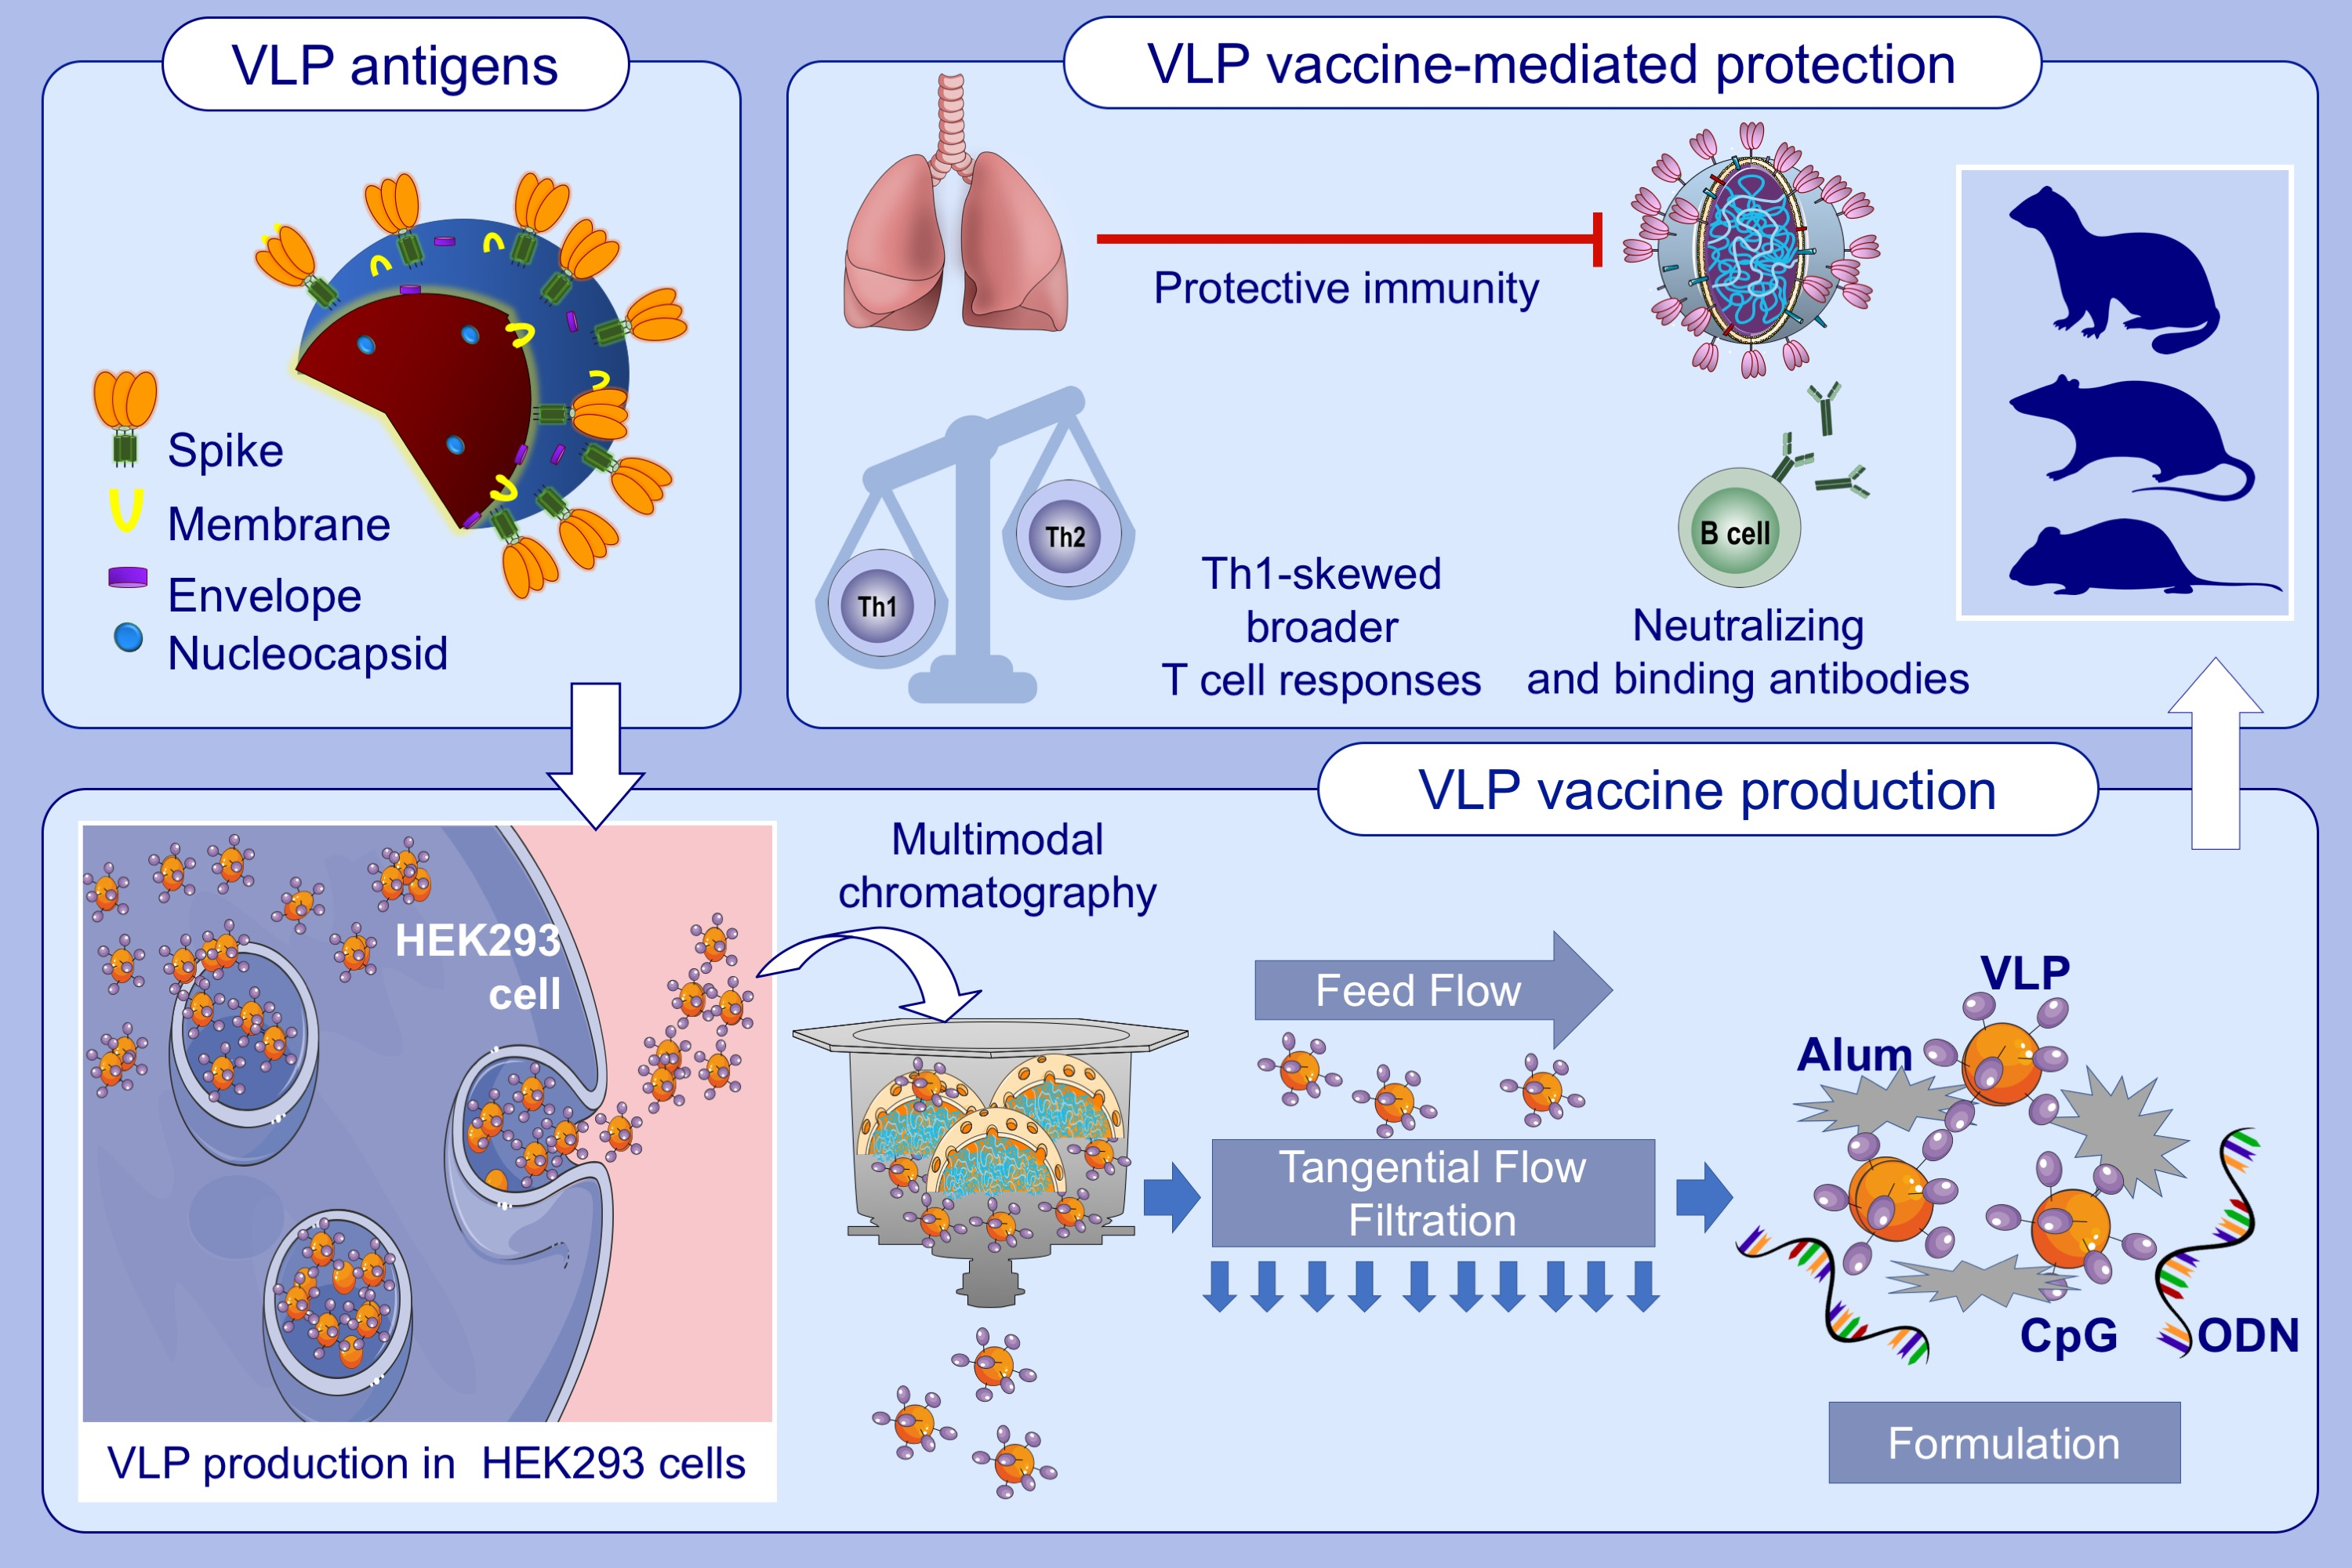 VLP antigens
Spike
Membrane
Envelope
Nucleocapsid
VLP vaccine-mediated protection
Protective immunity
Th1
Th2
Th1-skewed
broader
T cell responses
B cell
Neutralizing
and binding antibodies
VLP vaccine production
HEK293
cell
VLP production in HEK293 cells
Multimodal
chromatography
Feed Flow
Tangential Flow
Filtration
VLP
Alum
CpG
ODN
Formulation